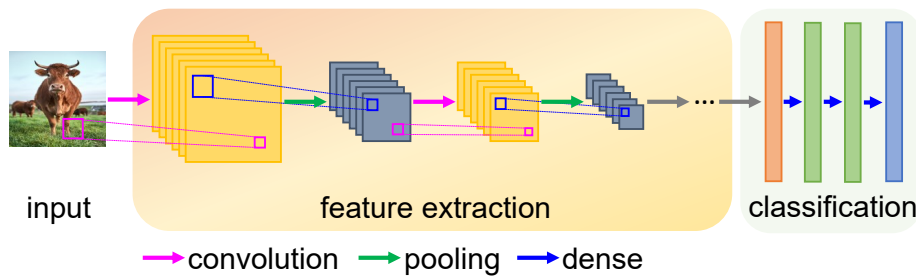 ...
input
feature extraction
classification
convolution
pooling
dense